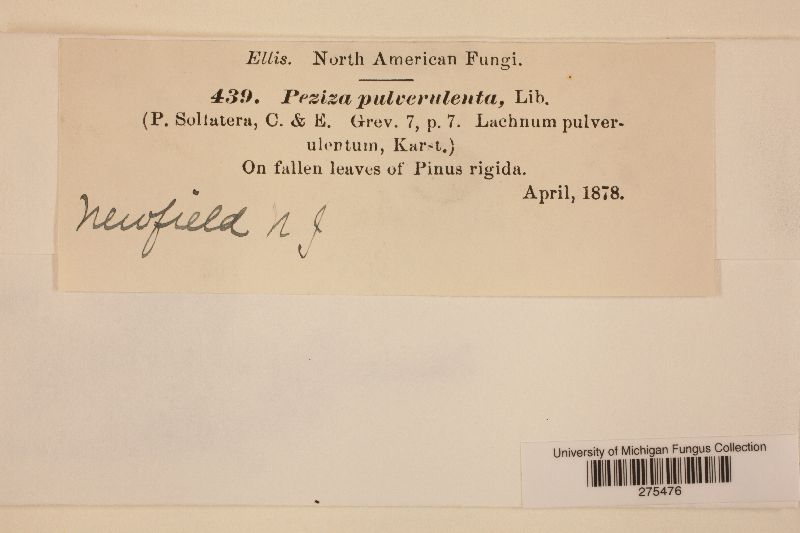 Ellis. North American Fungi.
439. Peziza pulverulenta, Lib.
(P. Solfatera, C. & E. Grev. 7, p. 7. Lachnum pulver-
ulentum, Karst.)
On fallen leaves of Pinus rigida.
April, 1878.
Newfield N J
University of Michigan Fungus Collection
275476